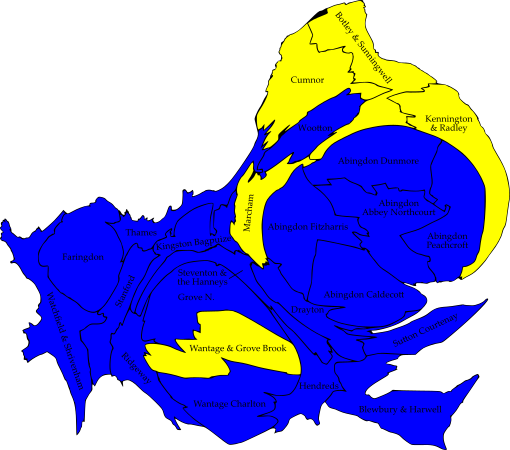 Botley & Sunningwell
Cumnor
Kennington
& Radley
Wootton
Abingdon Dunmore
Marcham
Abingdon
Abbey Northcourt
Abingdon Fitzharris
Abingdon
Peachcroft
Thames
Kingston Bagpuize
Faringdon
Stanford
Steventon &
the Hanneys
Grove N.
Abingdon Caldecott
Drayton
Sutton Courtenay
Watchfield & Shrivenham
Ridgeway
Wantage & Grove Brook
Hendreds
Wantage Charlton
Blewbury & Harwell